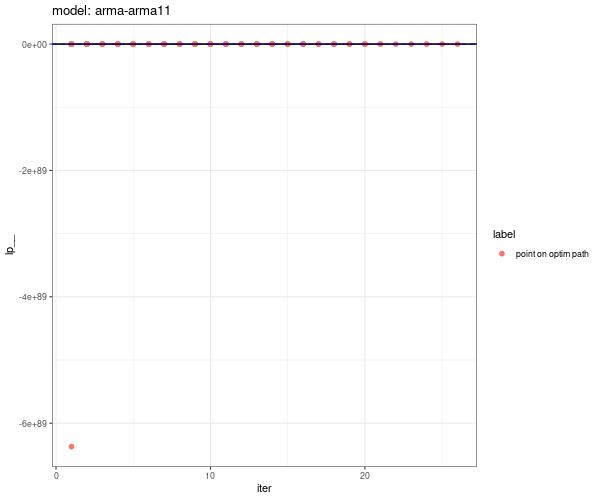 model: arma-arma11
0e+00
-2e+89
-4e+89
-6e+89
lp__
0
10
20
iter
label
point on optim path